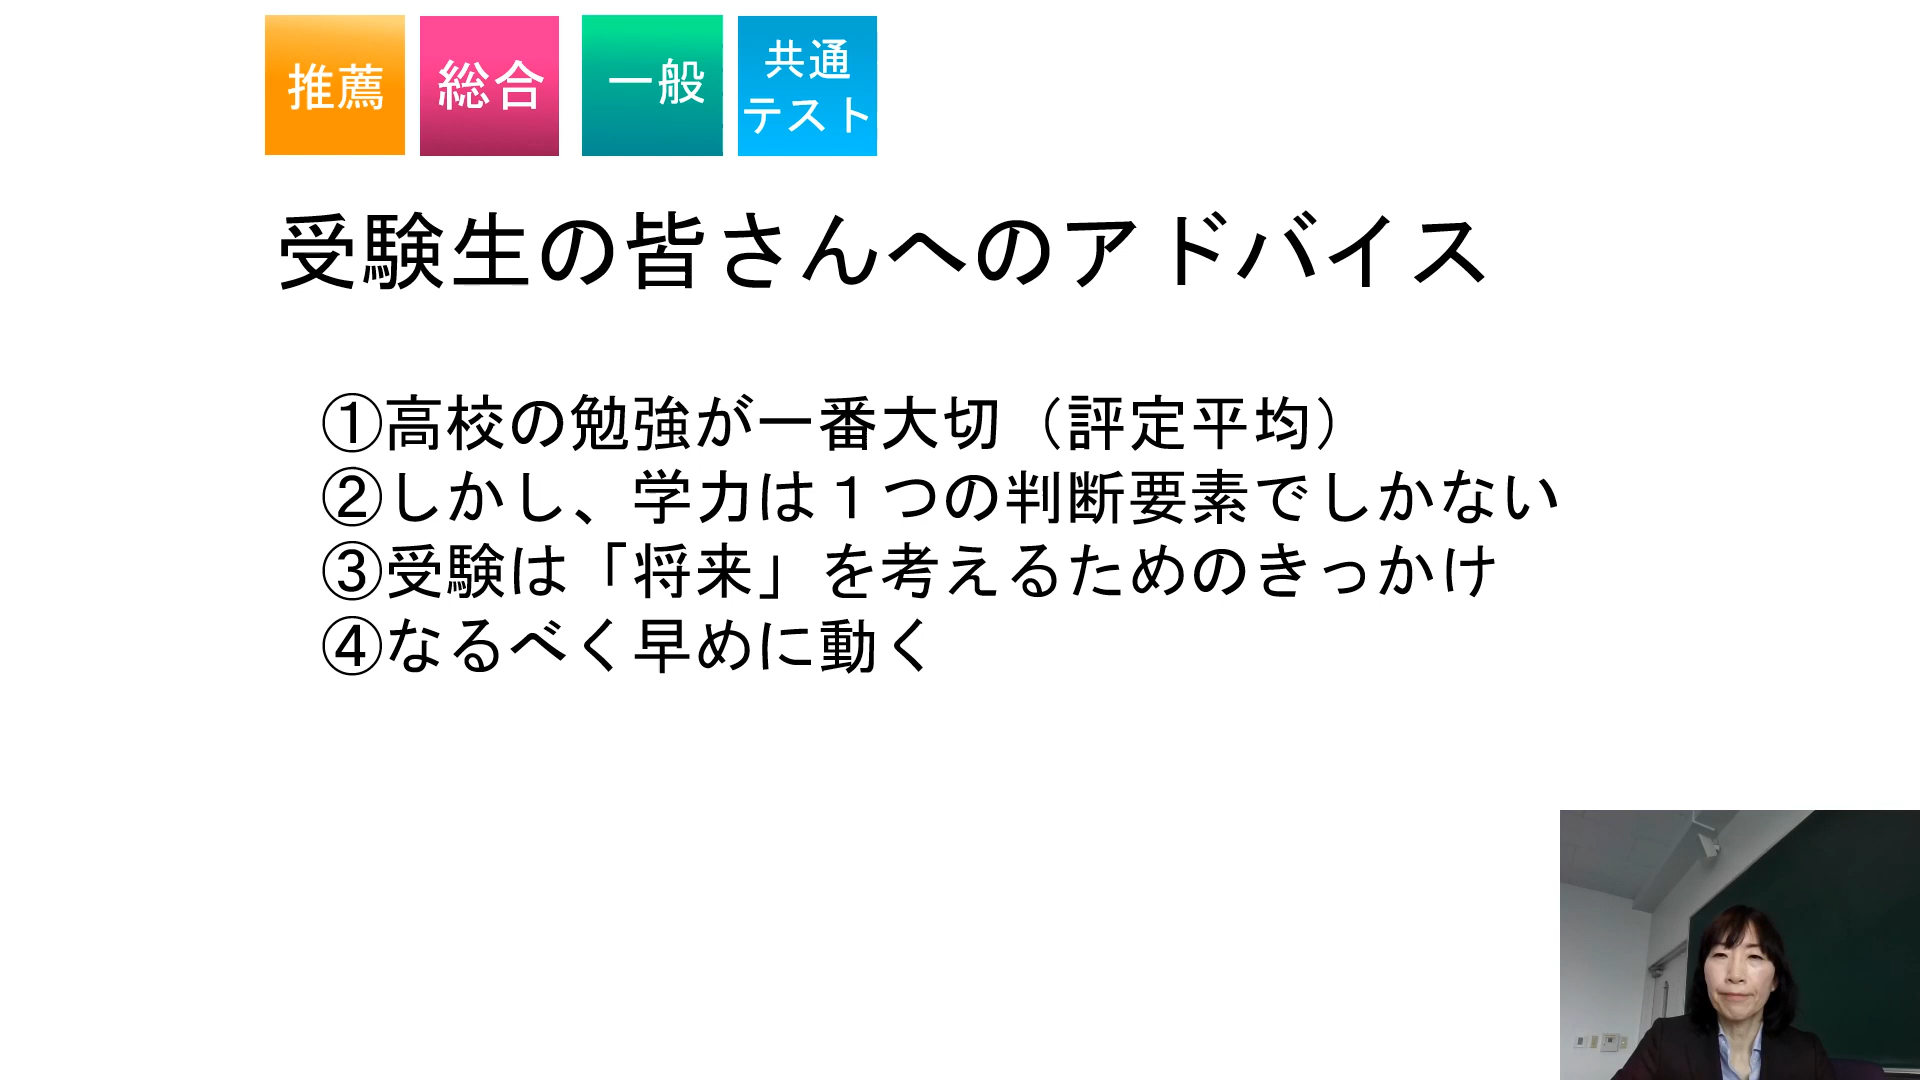 推薦
総合
一般
共通
テスト
受験生の皆さんへのアドバイス
①高校の勉強が一番大切（評定平均）
②しかし、学力は１つの判断要素でしかない
③受験は「将来」を考えるためのきっかけ
④なるべく早めに動く